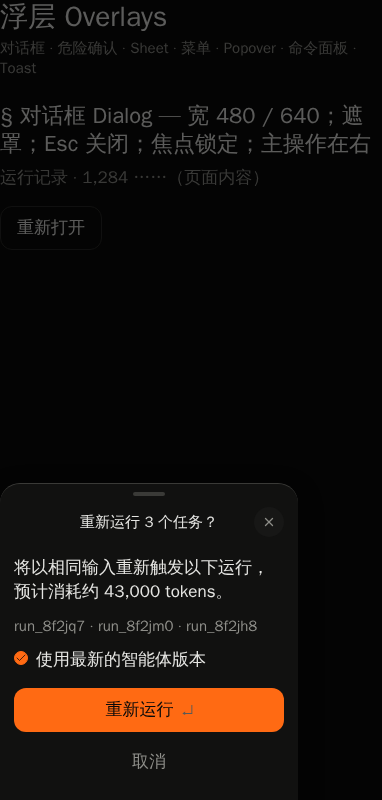 浮层 Overlays
对话框 · 危险确认 · Sheet · 菜单 · Popover · 命令面板 ·
Toast
§ 对话框 Dialog — 宽 480 / 640；遮
罩；Esc 关闭；焦点锁定；主操作在右
运行记录 · 1,284 ……（页面内容）
重新打开
重新运行 3 个任务？
将以相同输入重新触发以下运行，
预计消耗约 43,000 tokens。
run_8f2jq7 · run_8f2jm0 · run_8f2jh8
使用最新的智能体版本
重新运行
取消